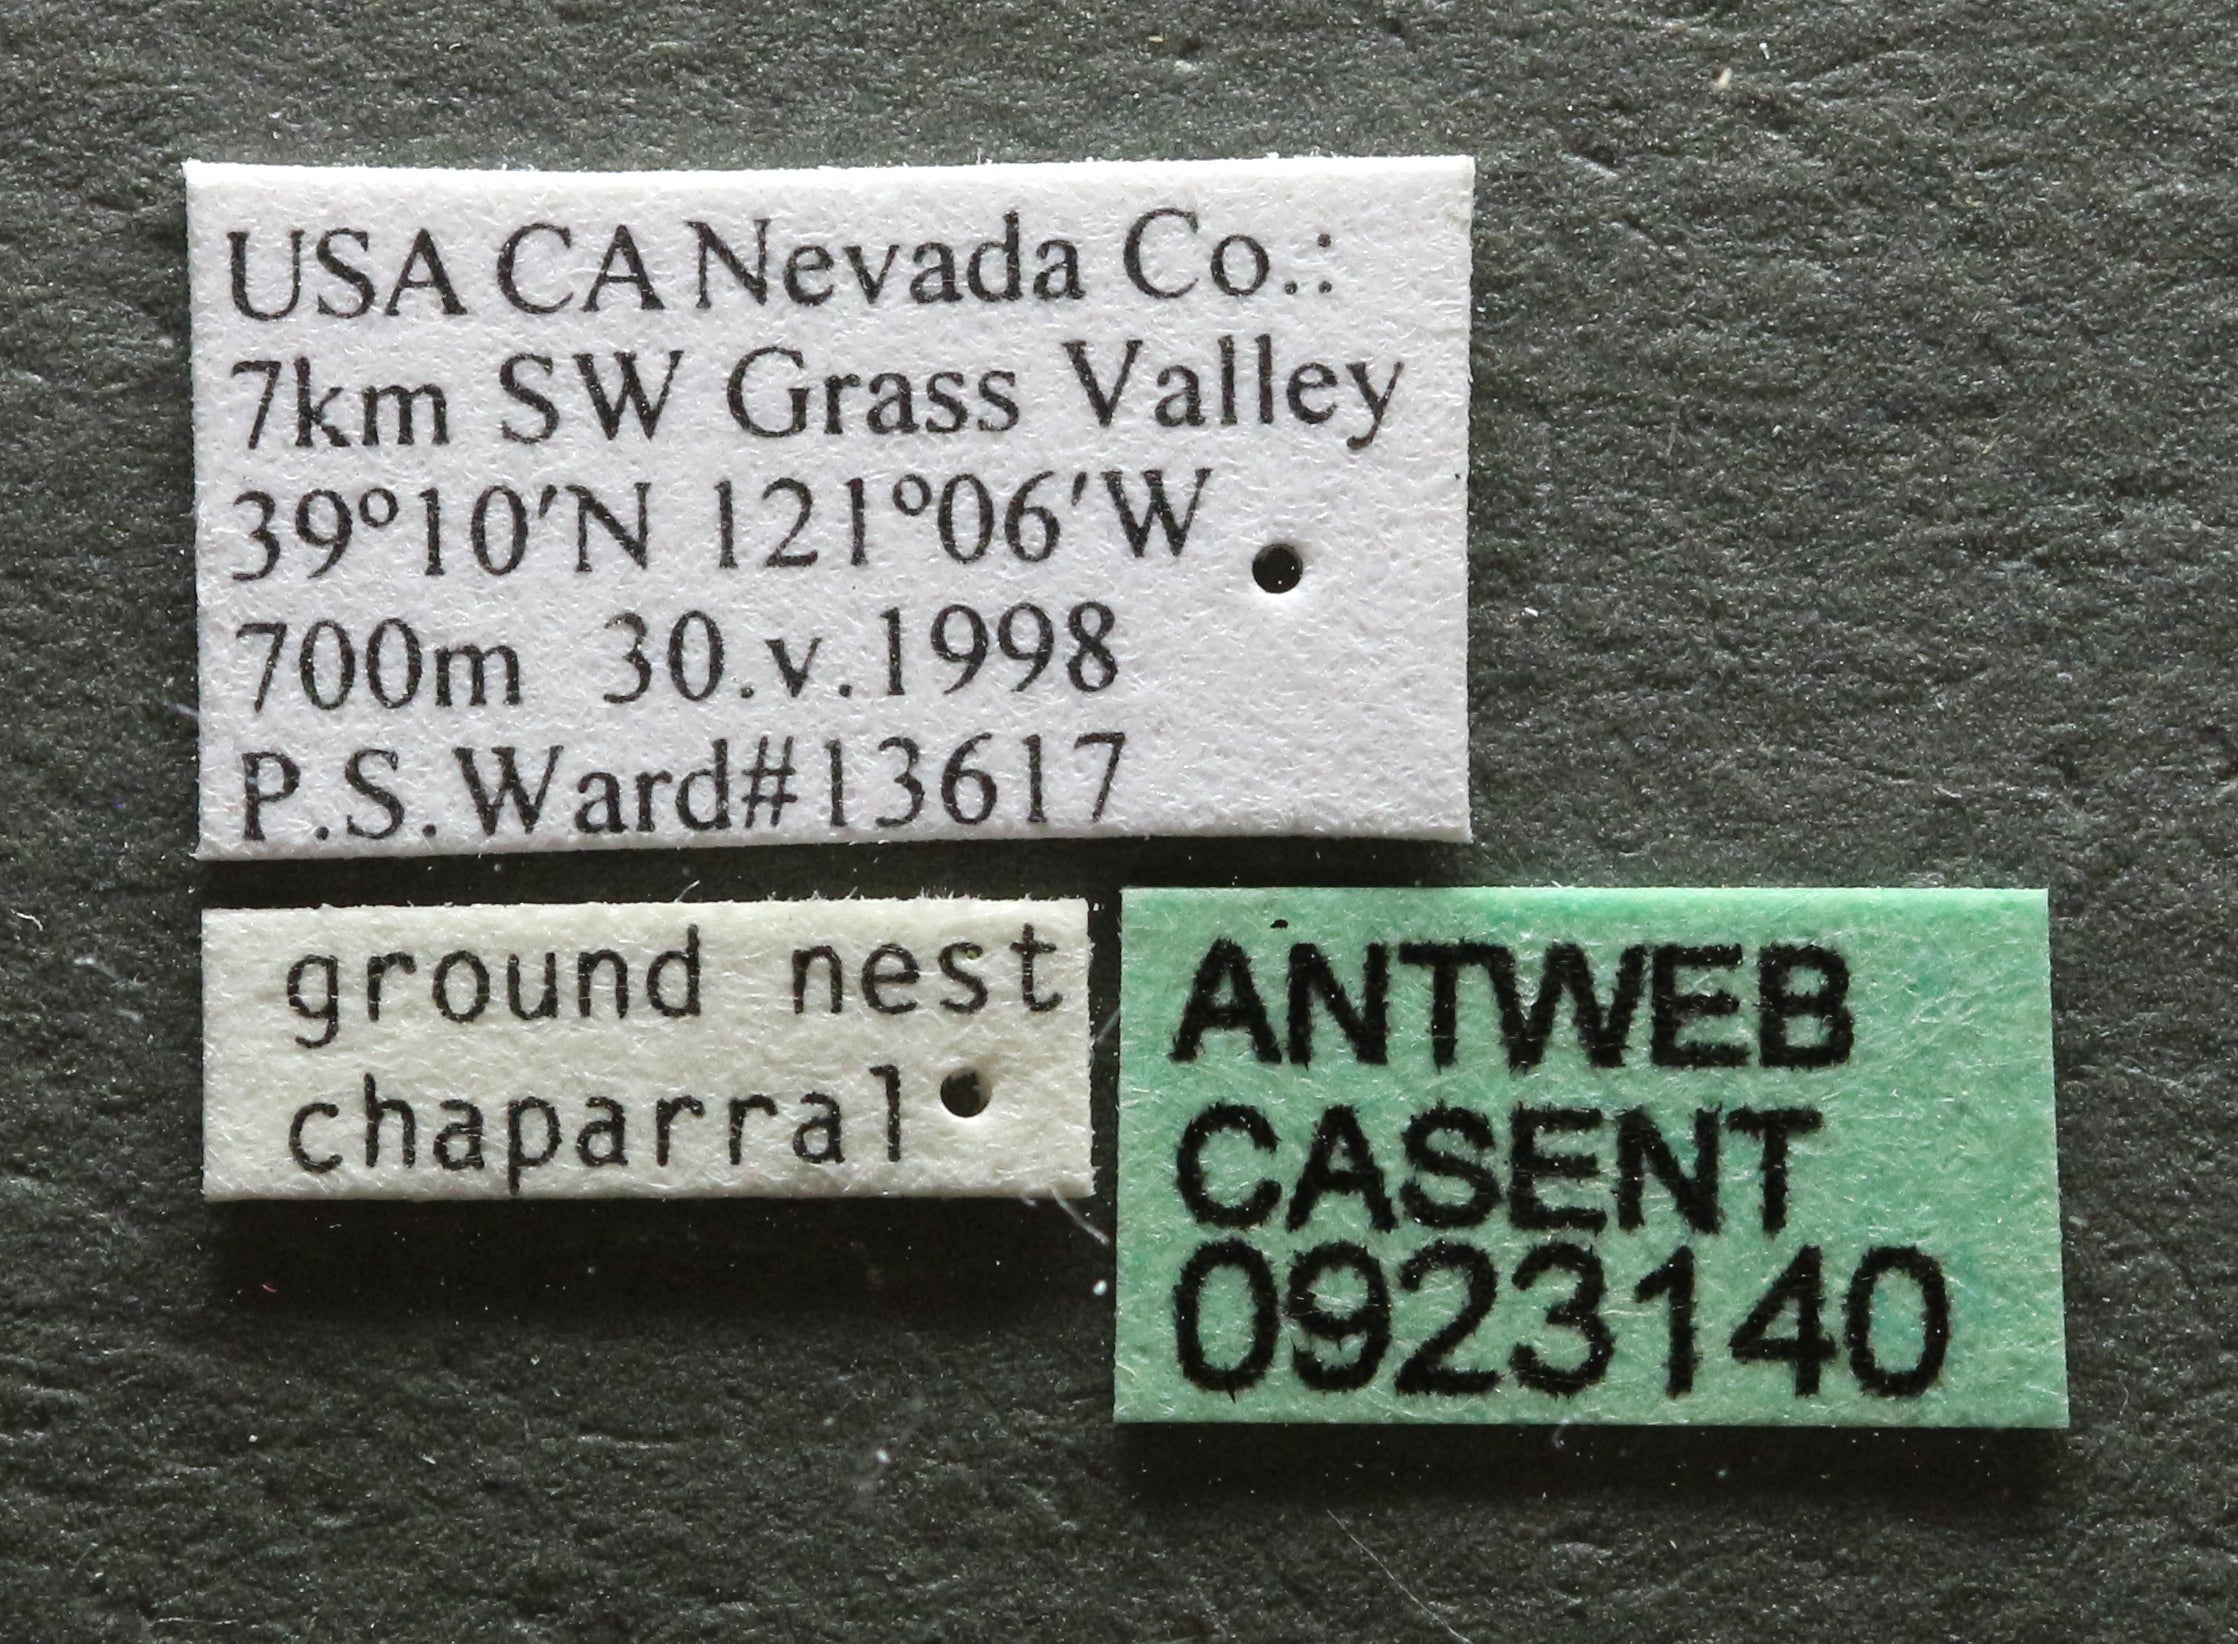 USA CA Nevada Co.:
7km SW Grass Valley
39°10'N 121°06'W
700m 30.v.1998
P.S.Ward#13617
ground nest
chaparral
ANTWEB
CASENT
0923140